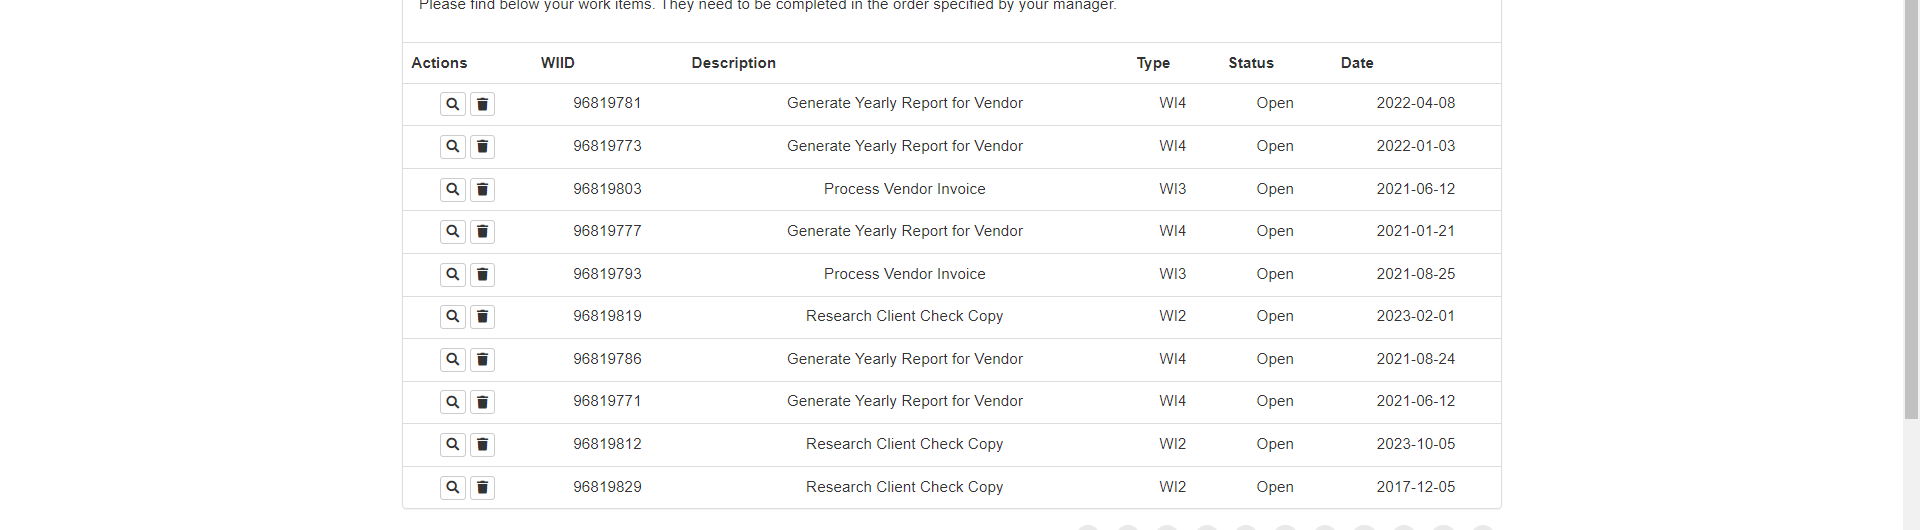 Please find below your work items. They need to be completed in the order specified by your manager.
Actions WIID Description Type Status Date
96819781 Generate Yearly Report for Vendor WI4 Open 2022-04-08
96819773 Generate Yearly Report for Vendor WI4 Open 2022-01-03
96819803 Process Vendor Invoice WI3 Open 2021-06-12
96819777 Generate Yearly Report for Vendor WI4 Open 2021-01-21
96819793 Process Vendor Invoice WI3 Open 2021-08-25
96819819 Research Client Check Copy WI2 Open 2023-02-01
96819786 Generate Yearly Report for Vendor WI4 Open 2021-08-24
96819771 Generate Yearly Report for Vendor WI4 Open 2021-06-12
96819812 Research Client Check Copy WI2 Open 2023-10-05
96819829 Research Client Check Copy WI2 Open 2017-12-05